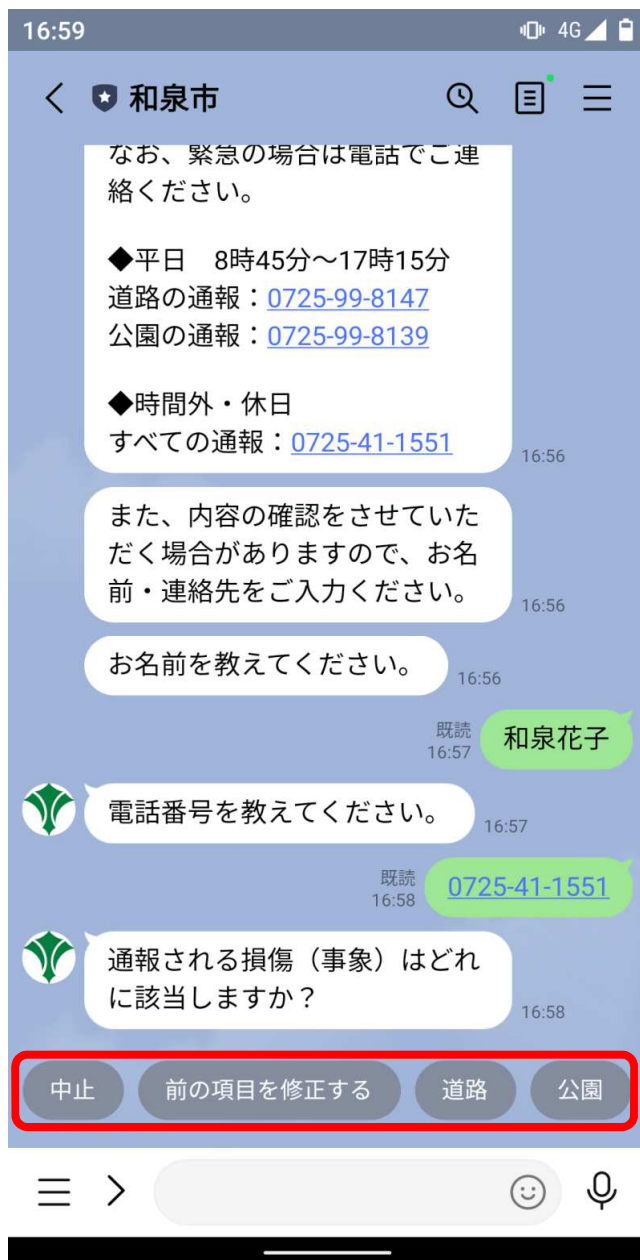 16:59
4G
和泉市
なお、緊急の場合は電話でご連
絡ください。
◆平日　8時45分～17時15分
道路の通報：0725-99-8147
公園の通報：0725-99-8139
◆時間外・休日
すべての通報：0725-41-1551
16:56
また、内容の確認をさせていた
だく場合がありますので、お名
前・連絡先をご入力ください。
16:56
お名前を教えてください。
16:56
既読
16:57
和泉花子
電話番号を教えてください。
16:57
既読
16:58
0725-41-1551
通報される損傷（事象）はどれ
に該当しますか？
16:58
中止 前の項目を修正する 道路 公園